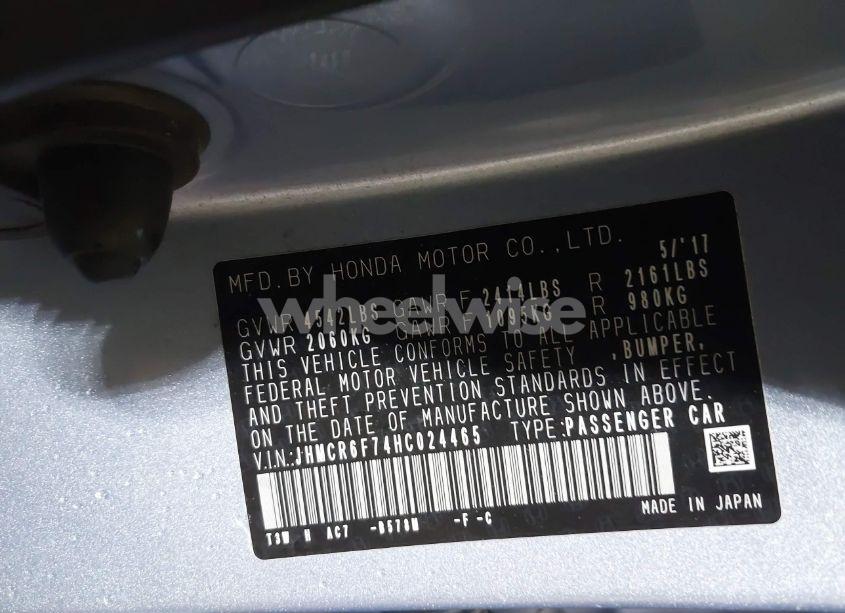 MFD. BY HONDA MOTOR CO.,LTD. 5/'17
GVWR 4542LBS GAWR F 2414LBS R 2161LBS
GVWR 2060KG GAWR F 1095KG R 980KG
THIS VEHICLE CONFORMS TO ALL APPLICABLE
FEDERAL MOTOR VEHICLE SAFETY ,BUMPER,
AND THEFT PREVENTION STANDARDS IN EFFECT
ON THE DATE OF MANUFACTURE SHOWN ABOVE.
V.I.N.:JHMCR6F74HC024465 TYPE:PASSENGER CAR
MADE IN JAPAN
AC7 -B578M -F -C
wheelwise